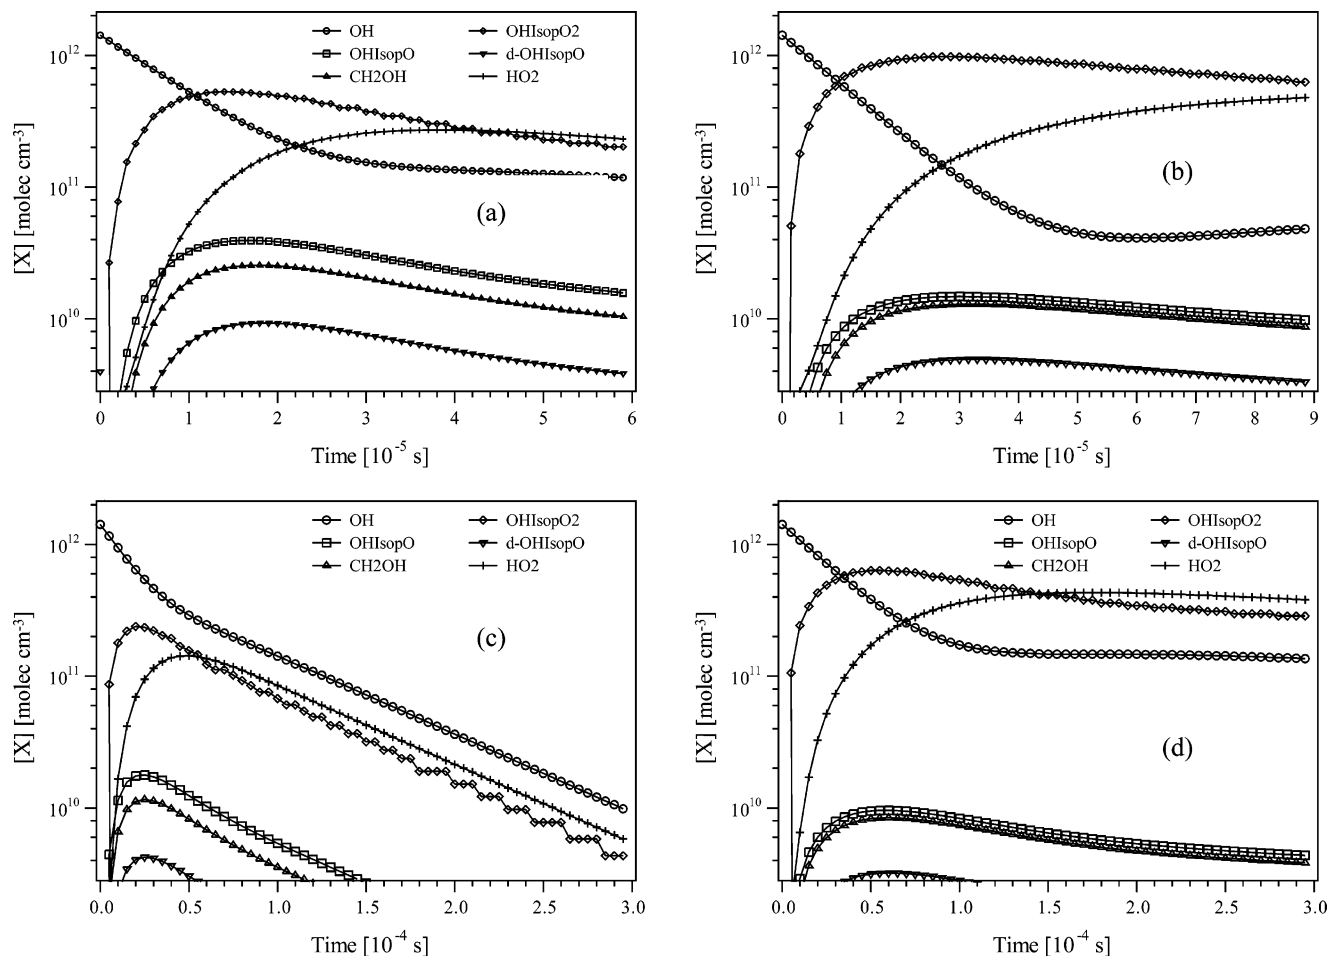 OH OHIsopO2
OHIsopO d-OHIsopO
CH2OH HO2
(a)
10^12
10^11
10^10
[X] [molec cm^-3]
0 1 2 3 4 5 6
Time [10^-5 s]
(b)
10^12
10^11
10^10
[X] [molec cm^-3]
0 1 2 3 4 5 6 7 8 9
Time [10^-5 s]
OH OHIsopO2
OHIsopO d-OHIsopO
CH2OH HO2
(c)
10^12
10^11
10^10
[X] [molec cm^-3]
0.0 0.5 1.0 1.5 2.0 2.5 3.0
Time [10^-4 s]
OH OHIsopO2
OHIsopO d-OHIsopO
CH2OH HO2
(d)
10^12
10^11
10^10
[X] [molec cm^-3]
0.0 0.5 1.0 1.5 2.0 2.5 3.0
Time [10^-4 s]